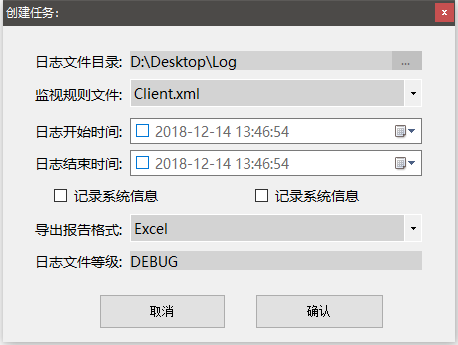 创建任务：
日志文件目录: D:\Desktop\Log ...
监视规则文件: Client.xml
日志开始时间: 2018-12-14 13:46:54
日志结束时间: 2018-12-14 13:46:54
记录系统信息 记录系统信息
导出报告格式: Excel
日志文件等级: DEBUG
取消 确认